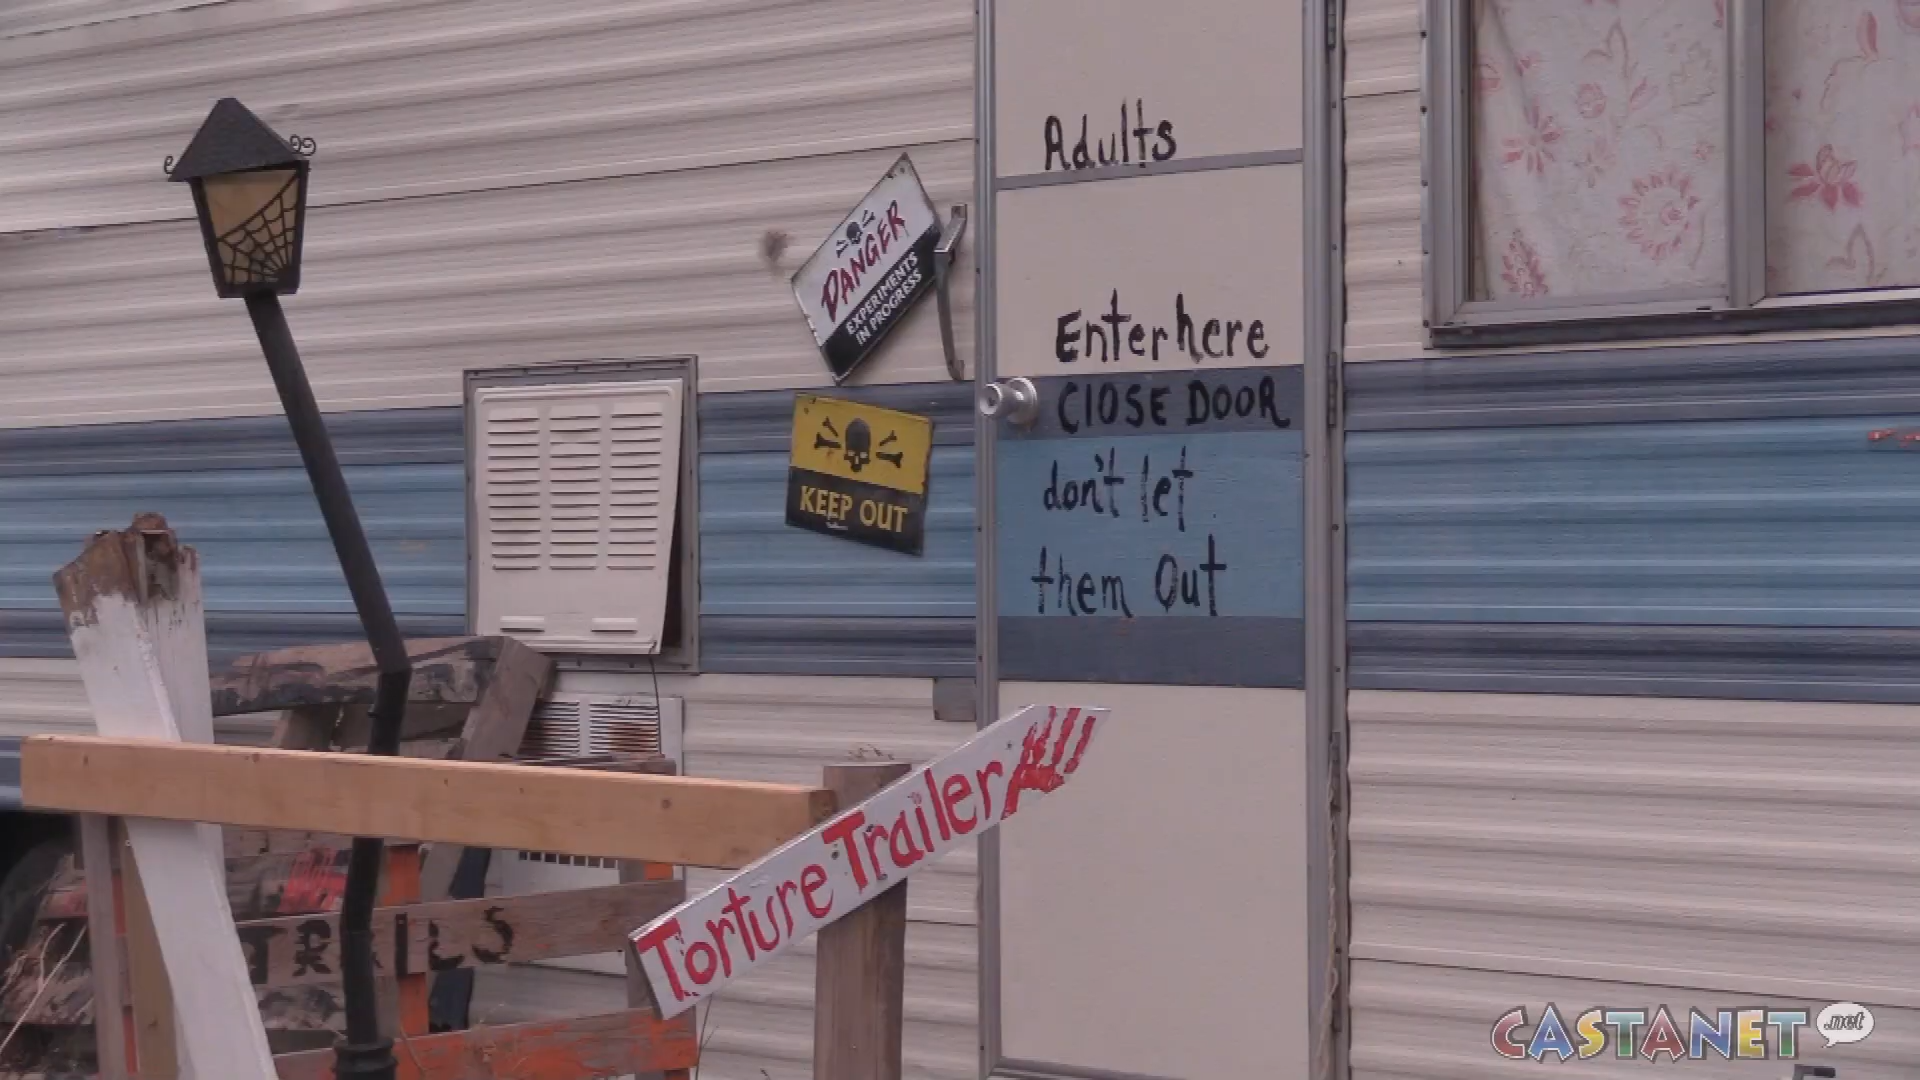 Adults
Enter here
CLOSE DOOR
don't let
them Out
DANGER
EXPERIMENTS
IN PROGRESS
KEEP OUT
Torture Trailer
TRAILS
CASTANET.net